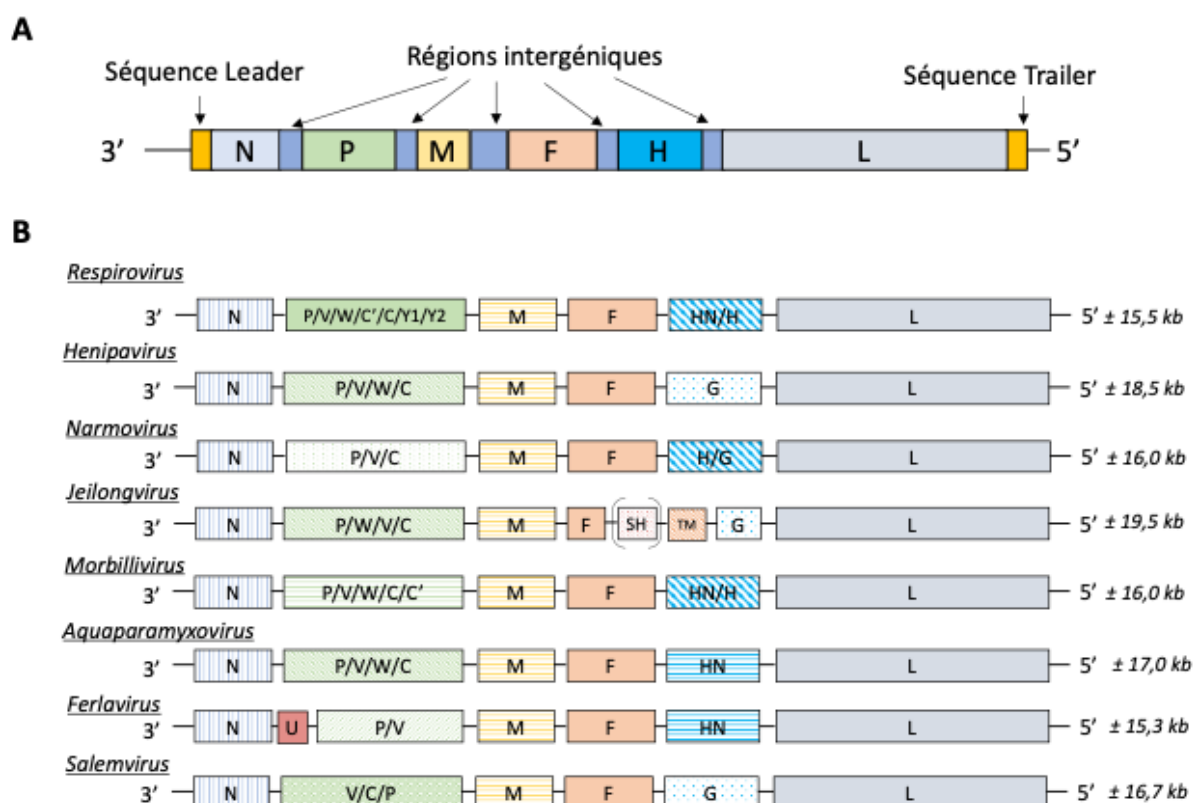 A
Régions intergéniques
Séquence Leader
Séquence Trailer
3’ N P M F H L 5’
B
Respirovirus
3’ N P/V/W/C’/C/Y1/Y2 M F HN/H L 5’ ± 15,5 kb
Henipavirus
3’ N P/V/W/C M F G L 5’ ± 18,5 kb
Narmovirus
3’ N P/V/C M F H/G L 5’ ± 16,0 kb
Jeilongvirus
3’ N P/W/V/C M F SH TM G L 5’ ± 19,5 kb
Morbillivirus
3’ N P/V/W/C/C’ M F HN/H L 5’ ± 16,0 kb
Aquaparamyxovirus
3’ N P/V/W/C M F HN L 5’ ± 17,0 kb
Ferlavirus
3’ N U P/V M F HN L 5’ ± 15,3 kb
Salemvirus
3’ N V/C/P M F G L 5’ ± 16,7 kb